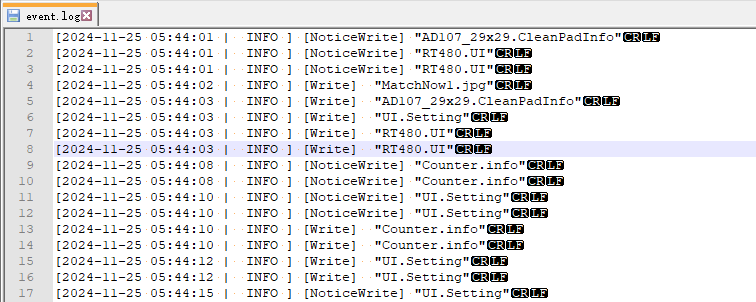 event.log
1 [2024-11-25 05:44:01 |  INFO ] [NoticeWrite] "AD107_29x29.CleanPadInfo"CRLF
2 [2024-11-25 05:44:01 |  INFO ] [NoticeWrite] "RT480.UI"CRLF
3 [2024-11-25 05:44:01 |  INFO ] [NoticeWrite] "RT480.UI"CRLF
4 [2024-11-25 05:44:02 |  INFO ] [Write]  "MatchNow1.jpg"CRLF
5 [2024-11-25 05:44:03 |  INFO ] [Write]  "AD107_29x29.CleanPadInfo"CRLF
6 [2024-11-25 05:44:03 |  INFO ] [Write]  "UI.Setting"CRLF
7 [2024-11-25 05:44:03 |  INFO ] [Write]  "RT480.UI"CRLF
8 [2024-11-25 05:44:03 |  INFO ] [Write]  "RT480.UI"CRLF
9 [2024-11-25 05:44:08 |  INFO ] [NoticeWrite] "Counter.info"CRLF
10 [2024-11-25 05:44:08 |  INFO ] [NoticeWrite] "Counter.info"CRLF
11 [2024-11-25 05:44:10 |  INFO ] [NoticeWrite] "UI.Setting"CRLF
12 [2024-11-25 05:44:10 |  INFO ] [NoticeWrite] "UI.Setting"CRLF
13 [2024-11-25 05:44:10 |  INFO ] [Write]  "Counter.info"CRLF
14 [2024-11-25 05:44:10 |  INFO ] [Write]  "Counter.info"CRLF
15 [2024-11-25 05:44:12 |  INFO ] [Write]  "UI.Setting"CRLF
16 [2024-11-25 05:44:12 |  INFO ] [Write]  "UI.Setting"CRLF
17 [2024-11-25 05:44:15 |  INFO ] [NoticeWrite] "UI.Setting"CRLF